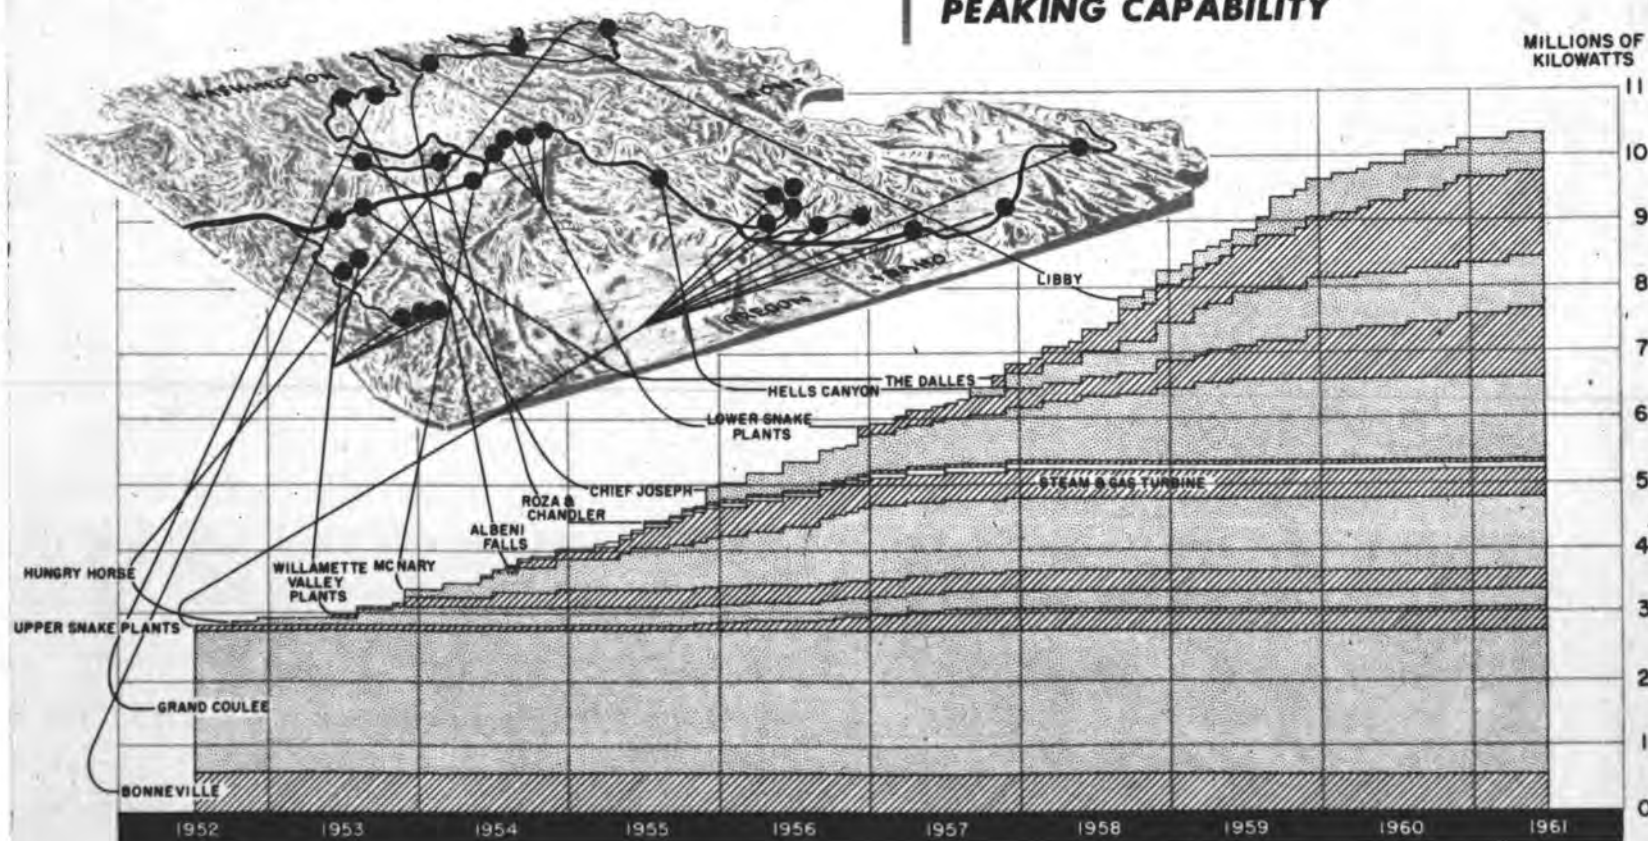 PEAKING CAPABILITY
MILLIONS OF
KILOWATTS
11
10
9
8
7
6
5
4
3
2
1
0
WASHINGTON
MONT
IDAHO
OREGON
LIBBY
THE DALLES
HELLS CANYON
LOWER SNAKE
PLANTS
STEAM & GAS TURBINE
CHIEF JOSEPH
ROZA &
CHANDLER
ALBENI
FALLS
MC NARY
WILLAMETTE
VALLEY
PLANTS
HUNGRY HORSE
UPPER SNAKE PLANTS
GRAND COULEE
BONNEVILLE
1952 1953 1954 1955 1956 1957 1958 1959 1960 1961